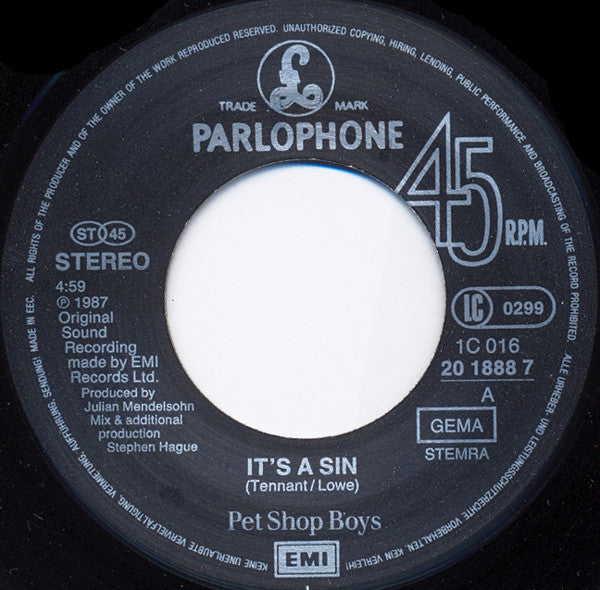 MADE IN EEC. ALL RIGHTS OF THE PRODUCER AND OF THE OWNER OF THE WORK REPRODUCED RESERVED. UNAUTHORIZED COPYING, HIRING, LENDING, PUBLIC PERFORMANCE AND BROADCASTING OF THE RECORD PROHIBITED.
TRADE MARK
PARLOPHONE
45 R.P.M.
ST 45
STEREO
4:59
℗ 1987
Original
Sound
Recording
made by EMI
Records Ltd.
Produced by
Julian Mendelsohn
Mix & additional
production
Stephen Hague
LC 0299
1C 016
20 1888 7
A
GEMA
STEMRA
IT'S A SIN
(Tennant/Lowe)
Pet Shop Boys
EMI
ALLE URHEBER- UND LEISTUNGSSCHUTZRECHTE VORBEHALTEN. KEIN VERLEIH! KEINE UNERLAUBTE VERVIELFÄLTIGUNG, VERMIETUNG, AUFFÜHRUNG, SENDUNG!